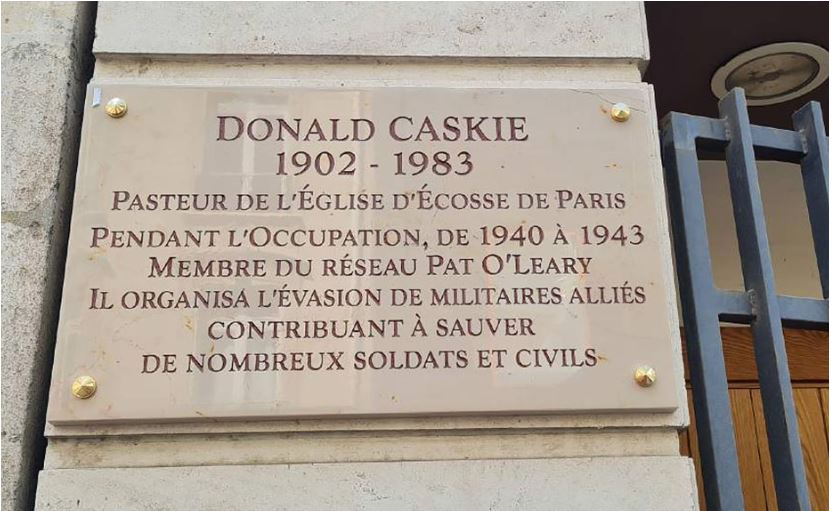 DONALD CASKIE
1902 - 1983
PASTEUR DE L'ÉGLISE D'ÉCOSSE DE PARIS
PENDANT L'OCCUPATION, DE 1940 À 1943
MEMBRE DU RÉSEAU PAT O'LEARY
IL ORGANISA L'ÉVASION DE MILITAIRES ALLIÉS
CONTRIBUANT À SAUVER
DE NOMBREUX SOLDATS ET CIVILS